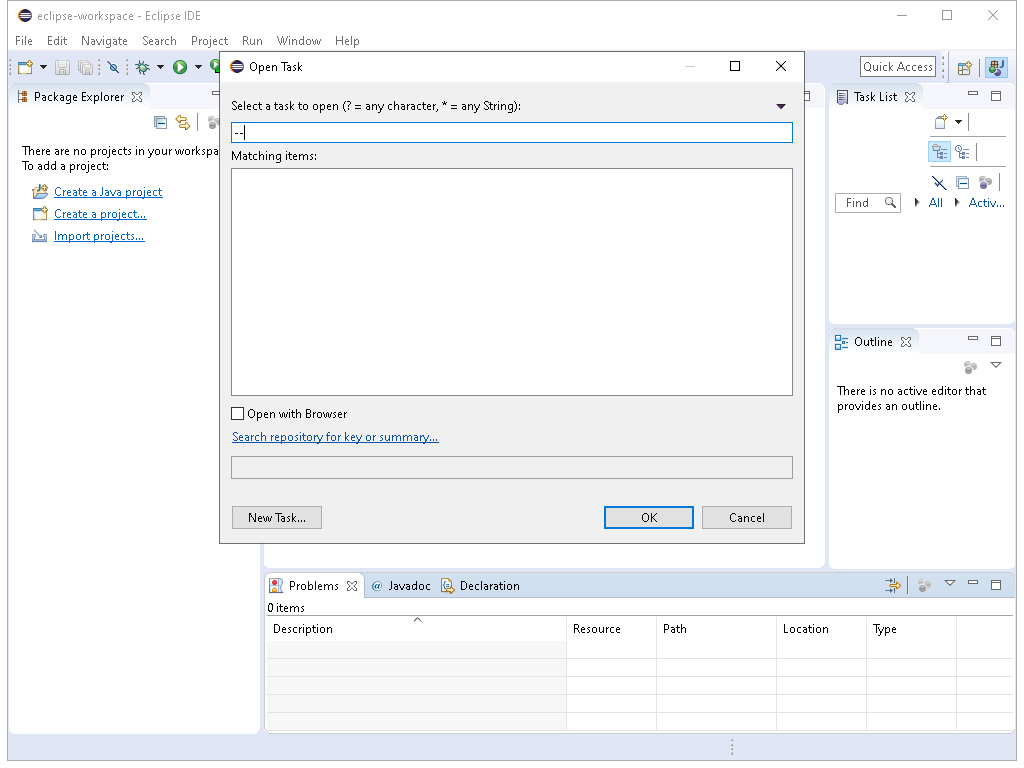 eclipse-workspace - Eclipse IDE
File Edit Navigate Search Project Run Window Help
Quick Access
Package Explorer
There are no projects in your workspa
To add a project:
Create a Java project
Create a project...
Import projects...
Open Task
Select a task to open (? = any character, * = any String):
--
Matching items:
Open with Browser
Search repository for key or summary...
New Task...
OK
Cancel
Task List
Find
All
Activ...
Outline
There is no active editor that
provides an outline.
Problems
@ Javadoc
Declaration
0 items
Description Resource Path Location Type